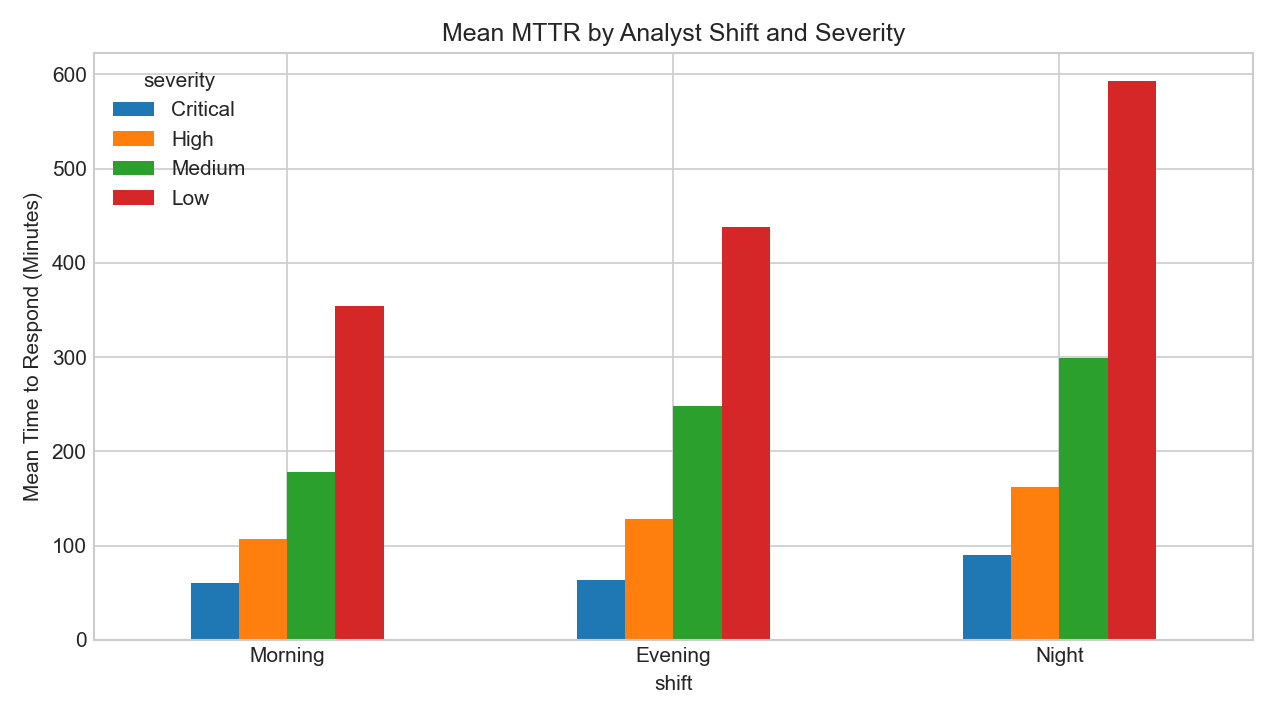 Mean MTTR by Analyst Shift and Severity
severity
Critical
High
Medium
Low
Mean Time to Respond (Minutes)
600
500
400
300
200
100
0
Morning Evening Night
shift